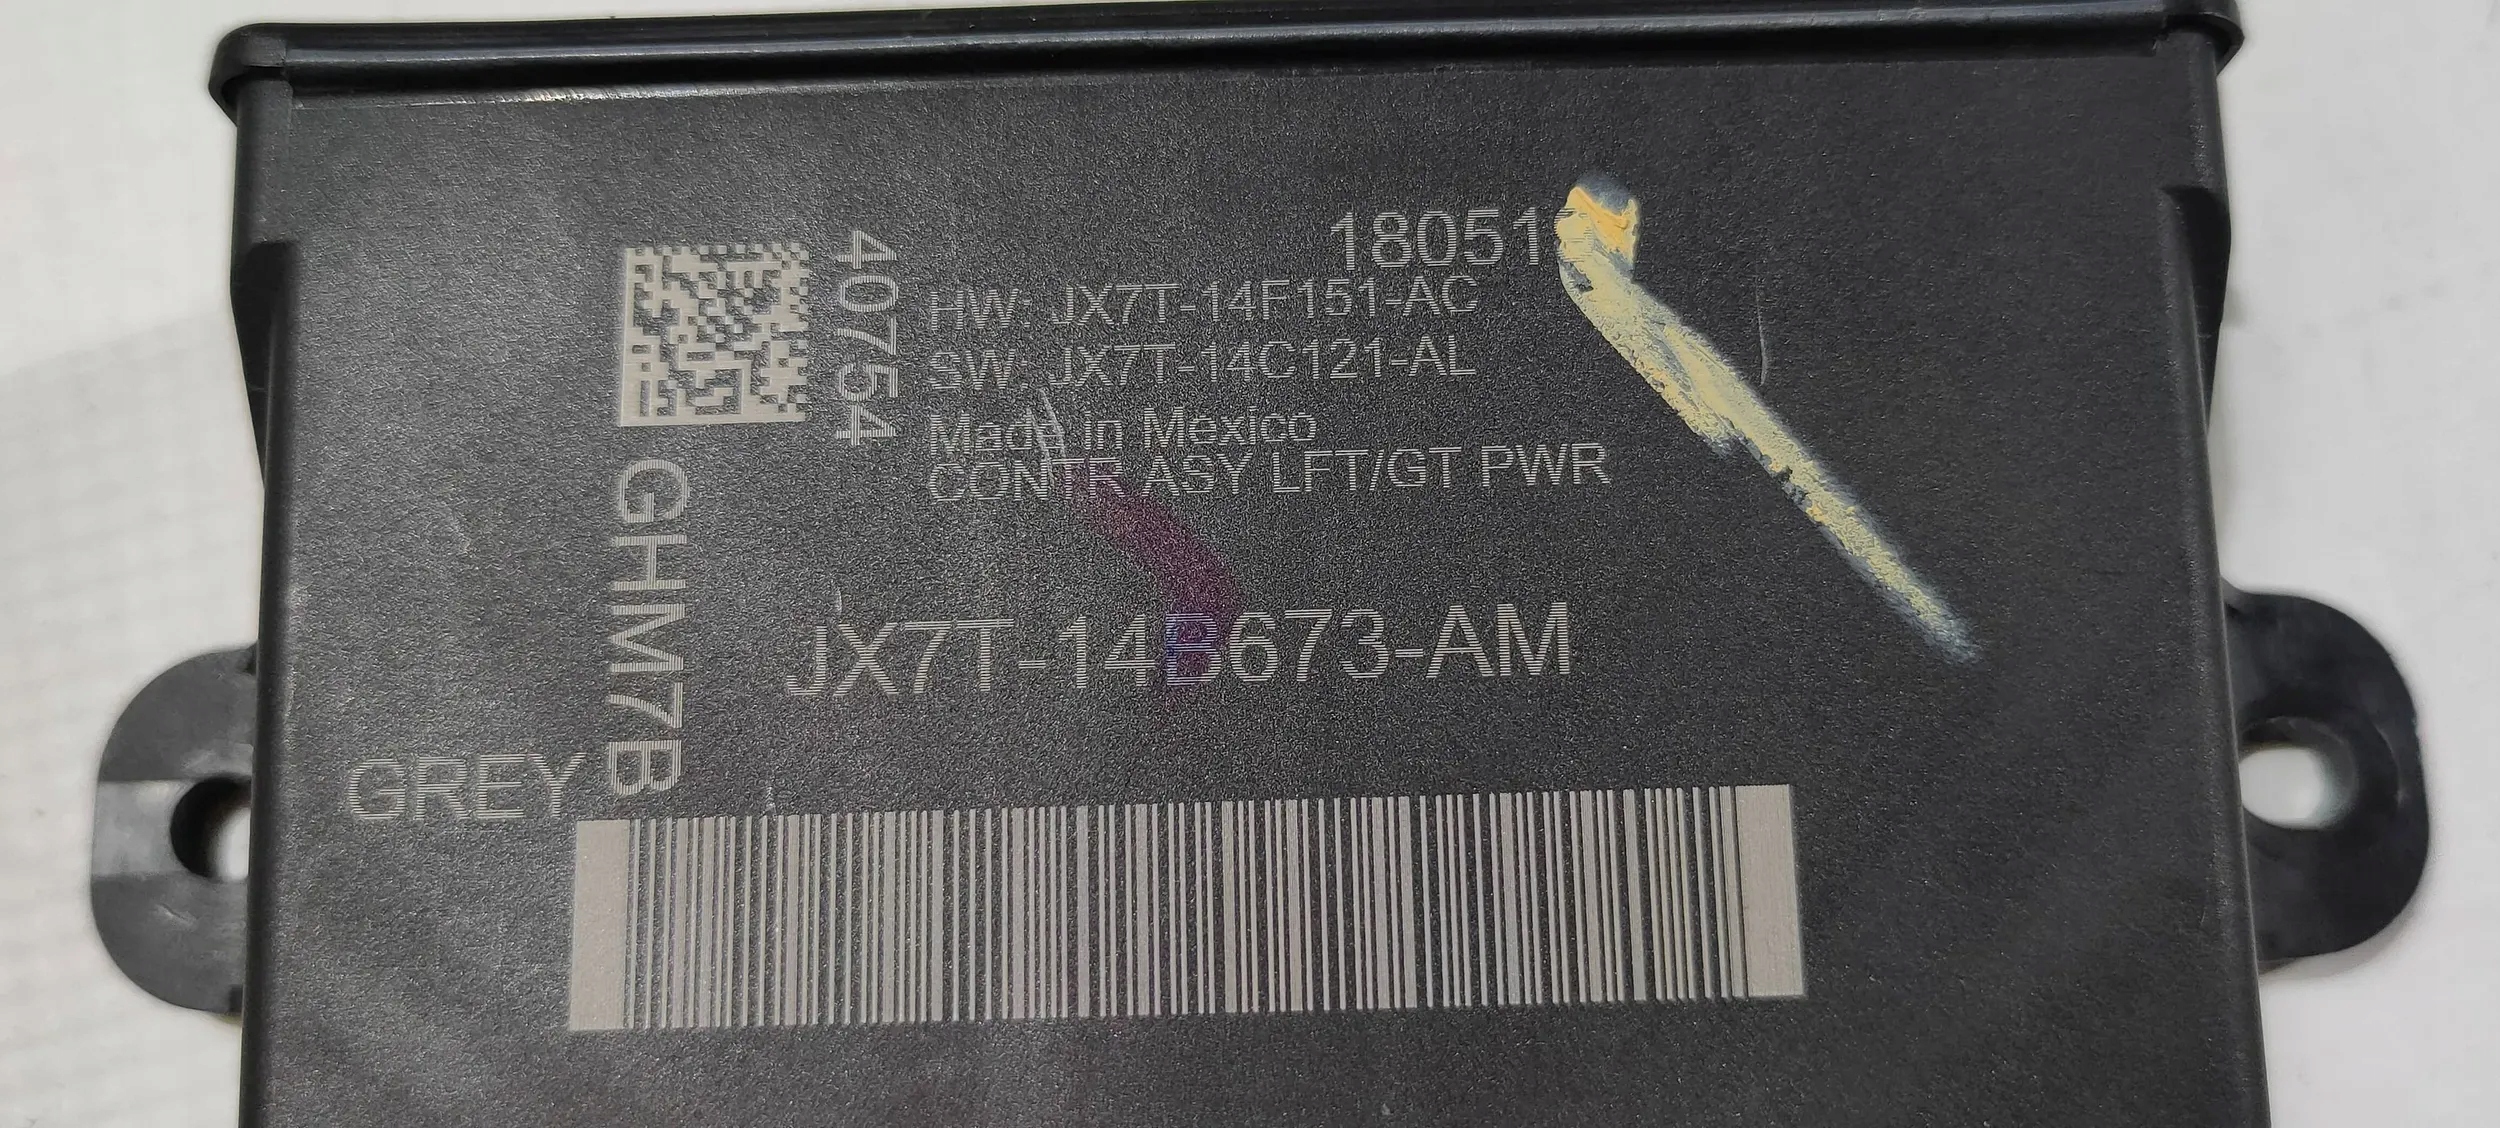 18051
40754
HW: JX7T-14F151-AC
SW: JX7T-14C121-AL
Made in Mexico
CONTR ASY LFT/GT PWR
GHM7B
JX7T-14B673-AM
GREY